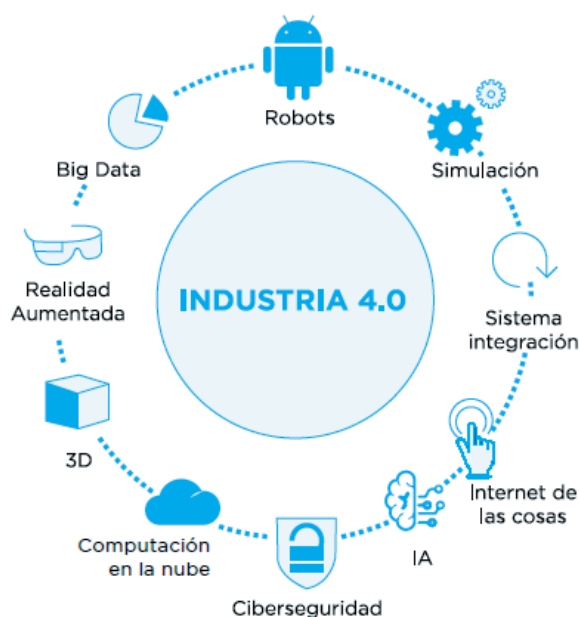 Robots
Simulación
Sistema
integración
Internet de
las cosas
IA
Ciberseguridad
Computación
en la nube
3D
Realidad
Aumentada
Big Data
INDUSTRIA 4.0